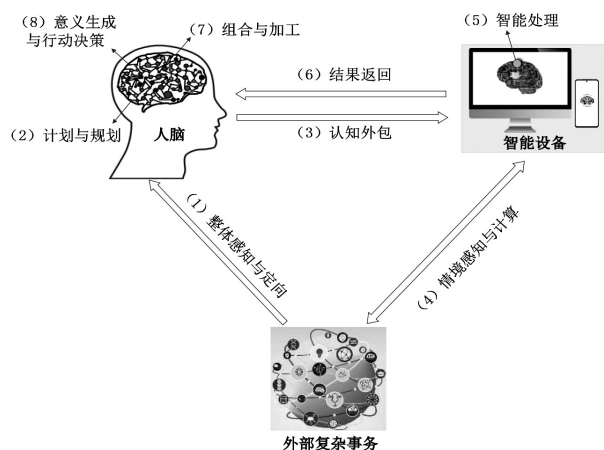 （8）意义生成
与行动决策
（7）组合与加工
（5）智能处理
（6）结果返回
（2）计划与规划
人脑
（3）认知外包
智能设备
（1）整体感知与定向
（4）情境感知与计算
外部复杂事务